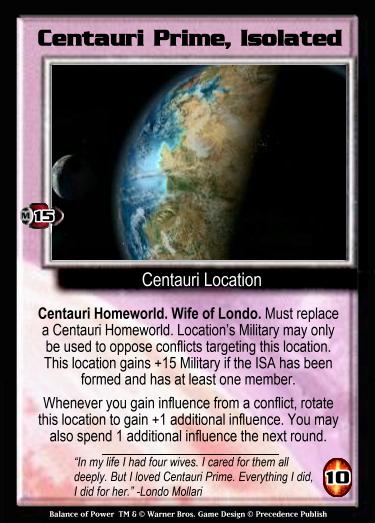 Centauri Prime, Isolated
M 15
Centauri Location
Centauri Homeworld. Wife of Londo. Must replace
a Centauri Homeworld. Location's Military may only
be used to oppose conflicts targeting this location.
This location gains +15 Military if the ISA has been
formed and has at least one member.
Whenever you gain influence from a conflict, rotate
this location to gain +1 additional influence. You may
also spend 1 additional influence the next round.
“In my life I had four wives. I cared for them all
deeply. But I loved Centauri Prime. Everything I did,
I did for her.” -Londo Mollari
10
Balance of Power TM & © Warner Bros. Game Design © Precedence Publish